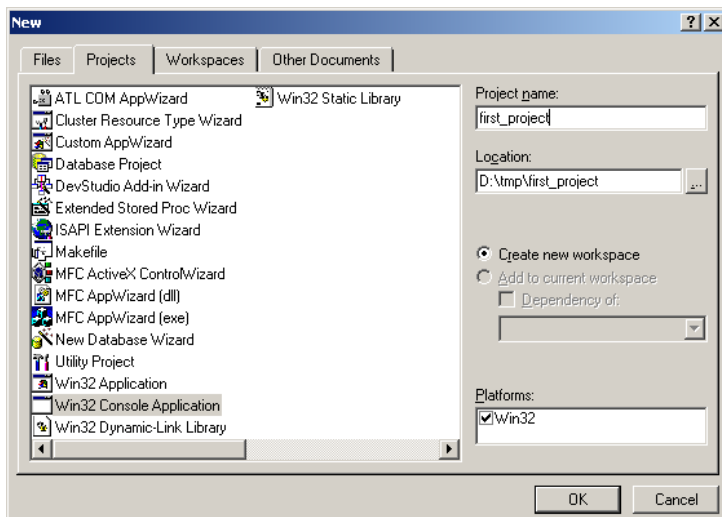 New
Files Projects Workspaces Other Documents
ATL COM AppWizard
Cluster Resource Type Wizard
Custom AppWizard
Database Project
DevStudio Add-in Wizard
Extended Stored Proc Wizard
ISAPI Extension Wizard
Makefile
MFC ActiveX ControlWizard
MFC AppWizard (dll)
MFC AppWizard (exe)
New Database Wizard
Utility Project
Win32 Application
Win32 Console Application
Win32 Dynamic-Link Library
Win32 Static Library
Project name:
first_project
Location:
D:\tmp\first_project
...
Create new workspace
Add to current workspace
Dependency of:
Platforms:
Win32
OK Cancel